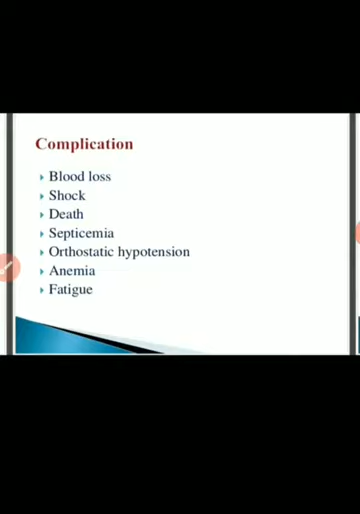 Complication
Blood loss
Shock
Death
Septicemia
Orthostatic hypotension
Anemia
Fatigue